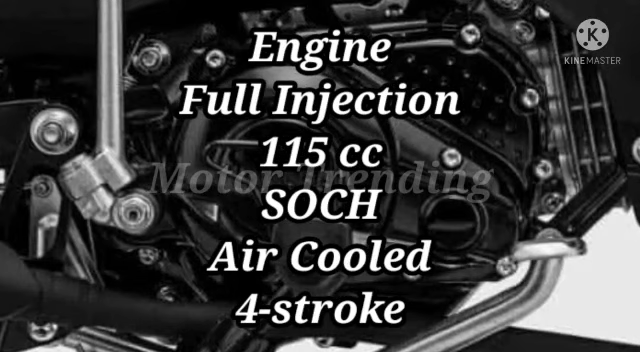 Engine
KINEMASTER
Full Injection
115 cc
Motor Trending
SOCH
Air Cooled
4-stroke